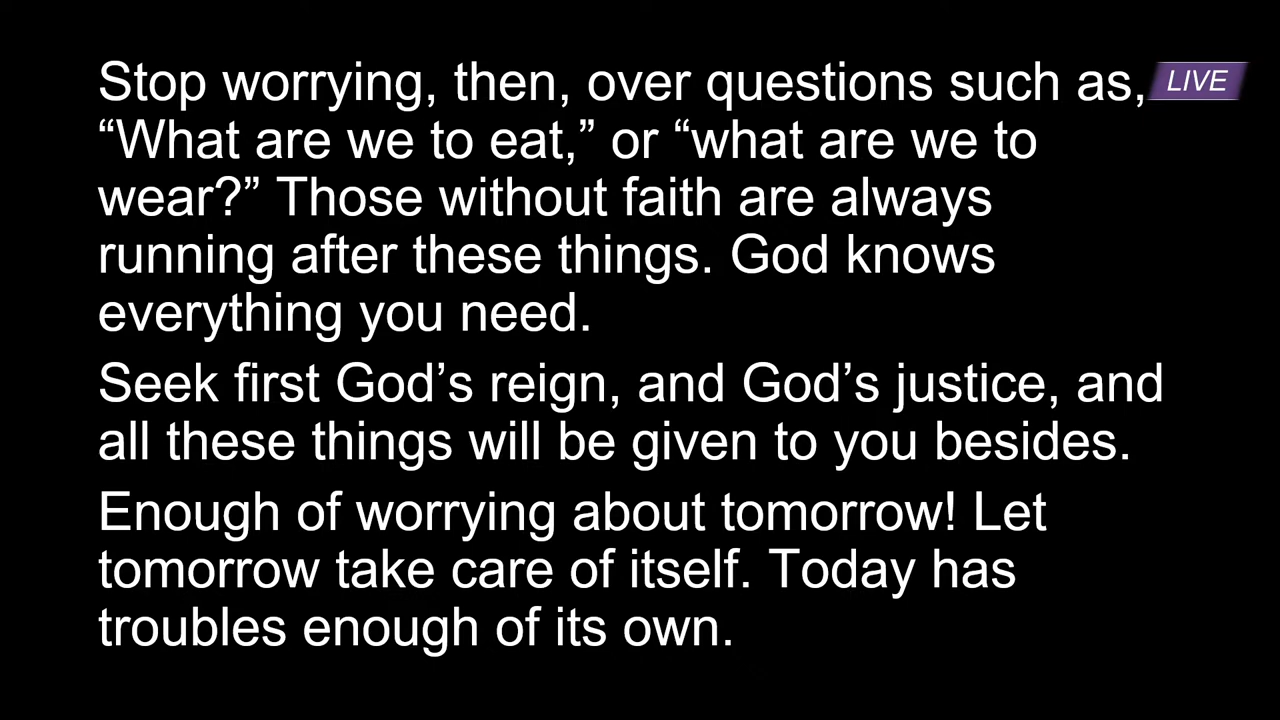 Stop worrying, then, over questions such as,
LIVE
“What are we to eat,” or “what are we to
wear?” Those without faith are always
running after these things. God knows
everything you need.
Seek first God’s reign, and God’s justice, and
all these things will be given to you besides.
Enough of worrying about tomorrow! Let
tomorrow take care of itself. Today has
troubles enough of its own.